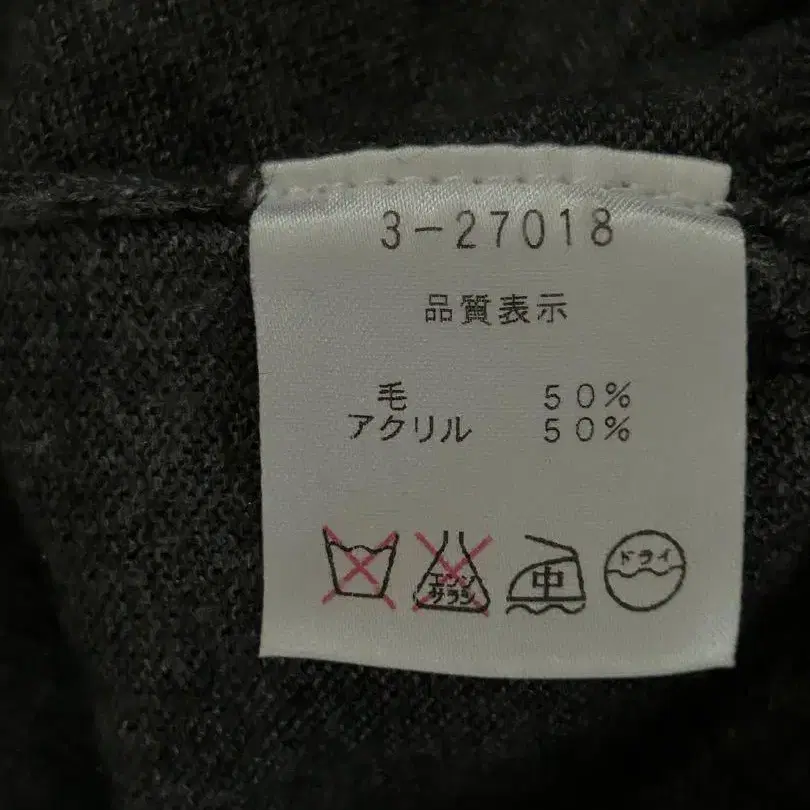 3-27018
品質表示
毛 50%
アクリル 50%
エンソ
サラシ
中
ドライ